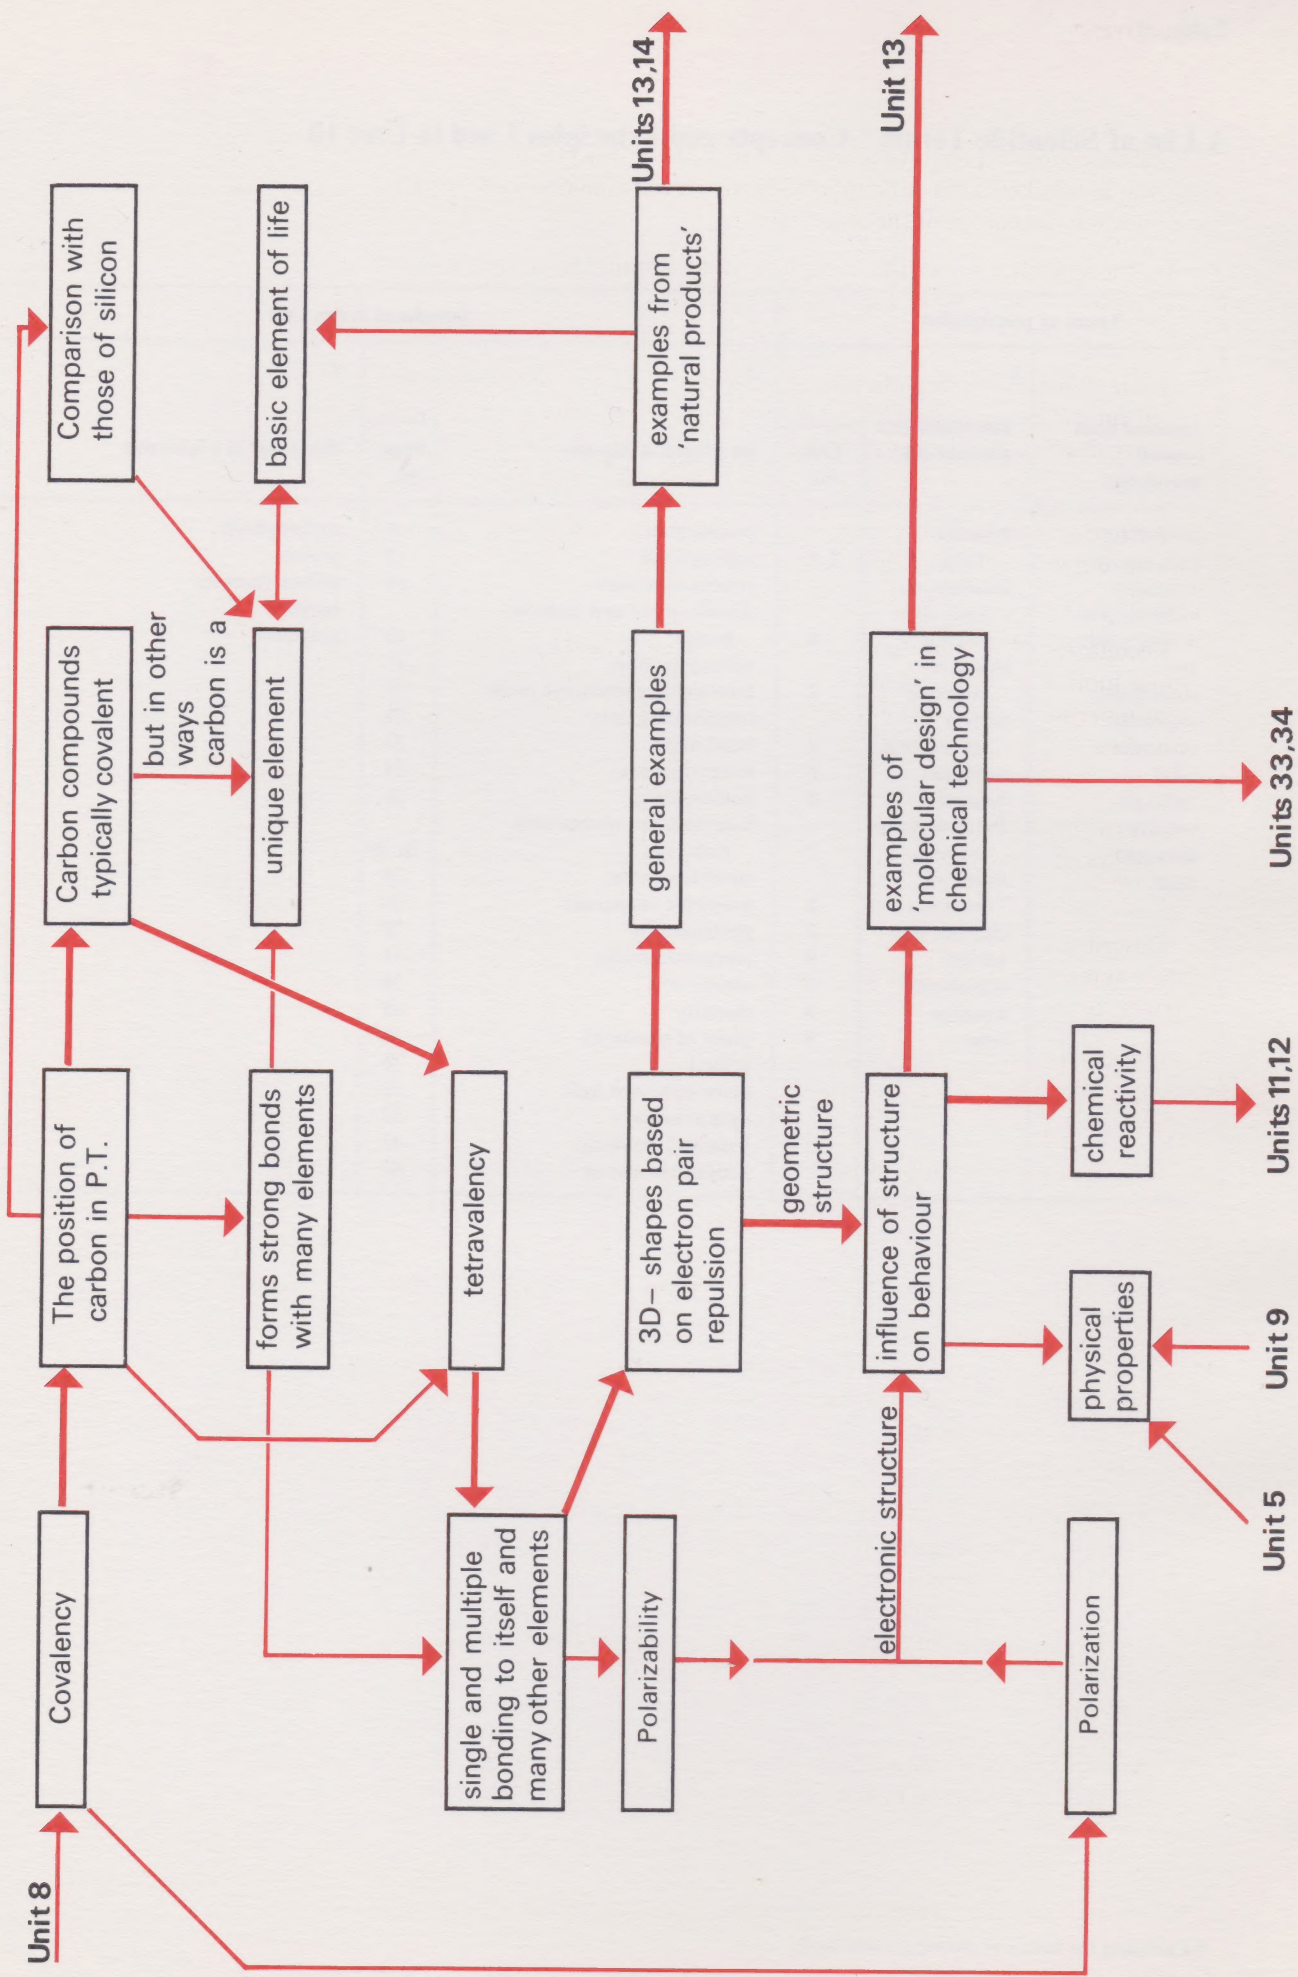 Unit 8
Covalency
The position of
carbon in P.T.
Carbon compounds
typically covalent
Comparison with
those of silicon
but in other
ways
carbon is a
forms strong bonds
with many elements
unique element
basic element of life
tetravalency
single and multiple
bonding to itself and
many other elements
3D– shapes based
on electron pair
repulsion
general examples
examples from
'natural products'
Units 13,14
Polarizability
geometric
structure
electronic structure
influence of structure
on behaviour
examples of
'molecular design' in
chemical technology
Unit 13
Polarization
physical
properties
chemical
reactivity
Unit 5
Unit 9
Units 11,12
Units 33,34